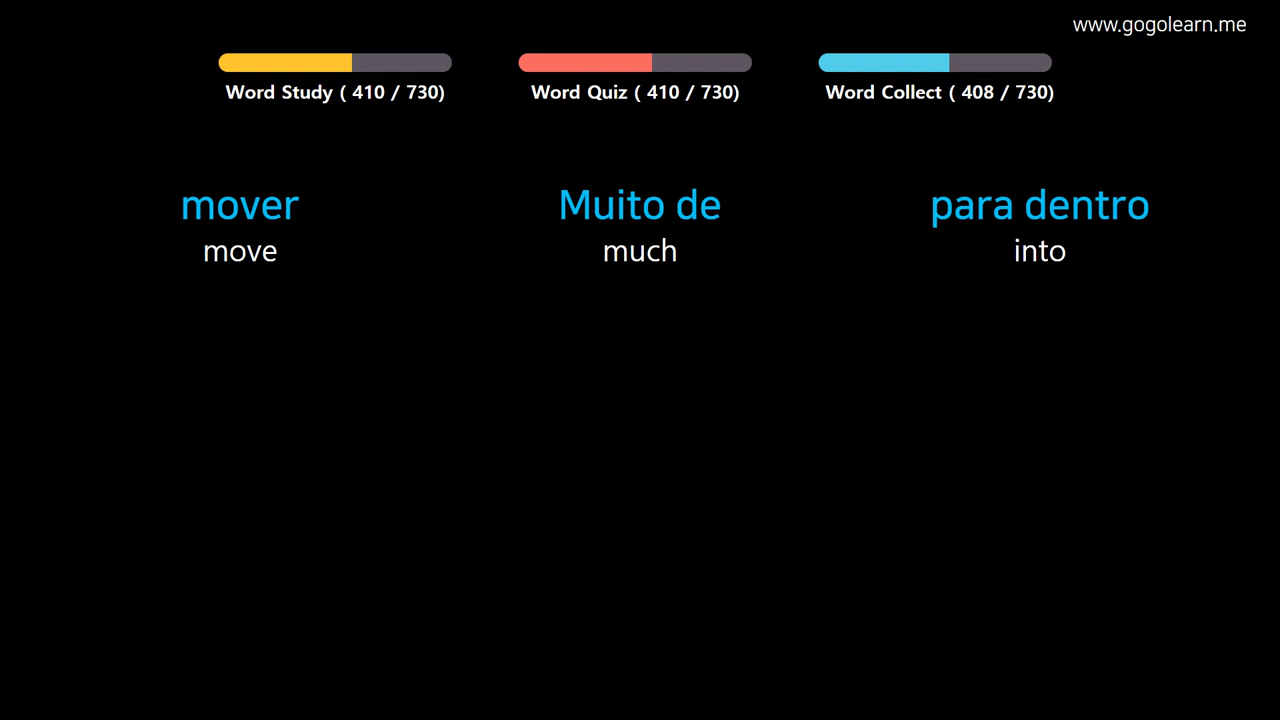 www.gogolearn.me
Word Study ( 410 / 730)
Word Quiz ( 410 / 730)
Word Collect ( 408 / 730)
mover
move
Muito de
much
para dentro
into